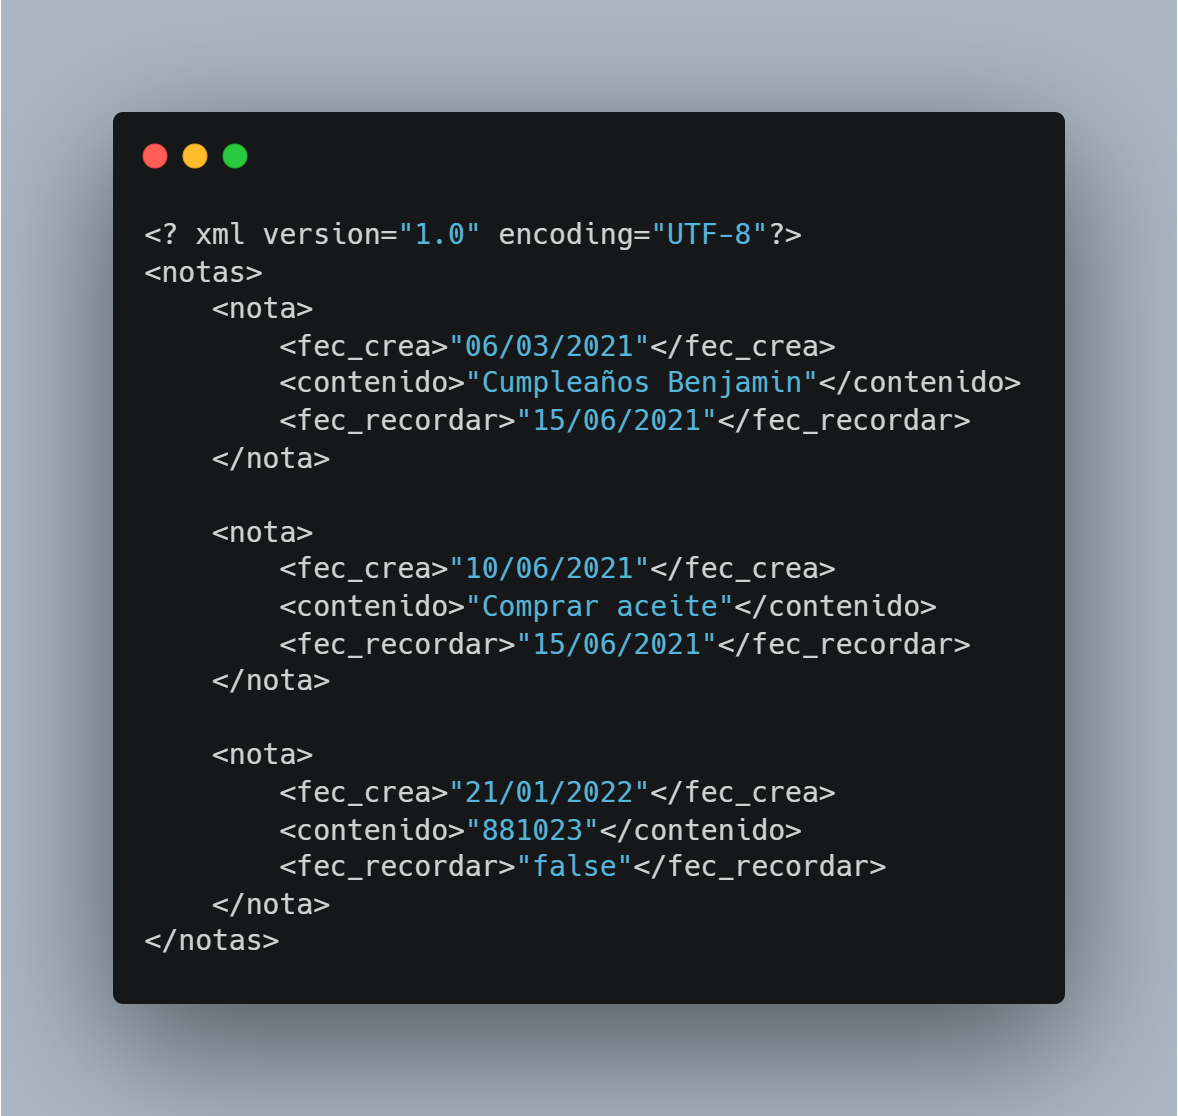 <? xml version="1.0" encoding="UTF-8"?>
<notas>
    <nota>
        <fec_crea>"06/03/2021"</fec_crea>
        <contenido>"Cumpleaños Benjamin"</contenido>
        <fec_recordar>"15/06/2021"</fec_recordar>
    </nota>

    <nota>
        <fec_crea>"10/06/2021"</fec_crea>
        <contenido>"Comprar aceite"</contenido>
        <fec_recordar>"15/06/2021"</fec_recordar>
    </nota>

    <nota>
        <fec_crea>"21/01/2022"</fec_crea>
        <contenido>"881023"</contenido>
        <fec_recordar>"false"</fec_recordar>
    </nota>
</notas>